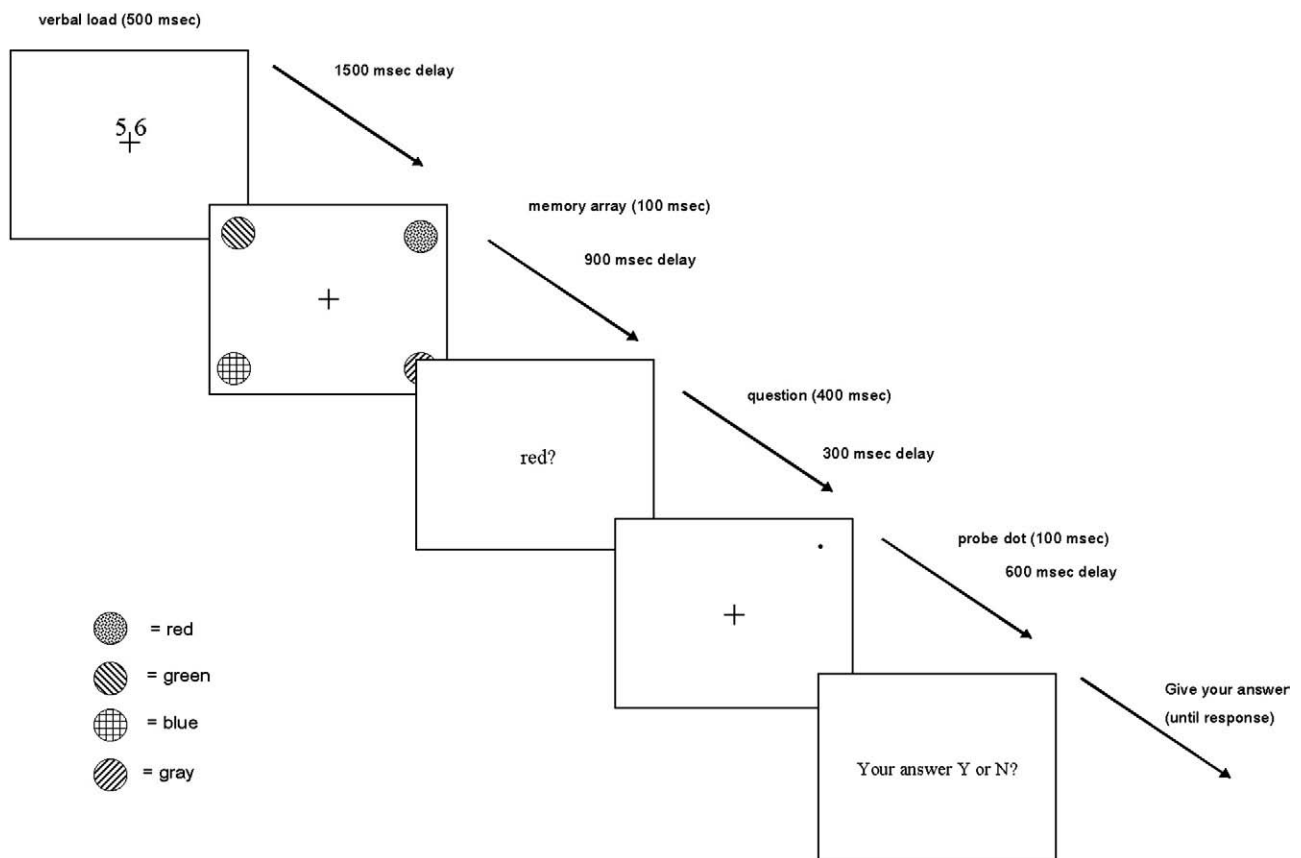 verbal load (500 msec)
1500 msec delay
5 6
memory array (100 msec)
900 msec delay
question (400 msec)
red?
300 msec delay
probe dot (100 msec)
600 msec delay
= red
= green
= blue
= gray
Give your answer
(until response)
Your answer Y or N?